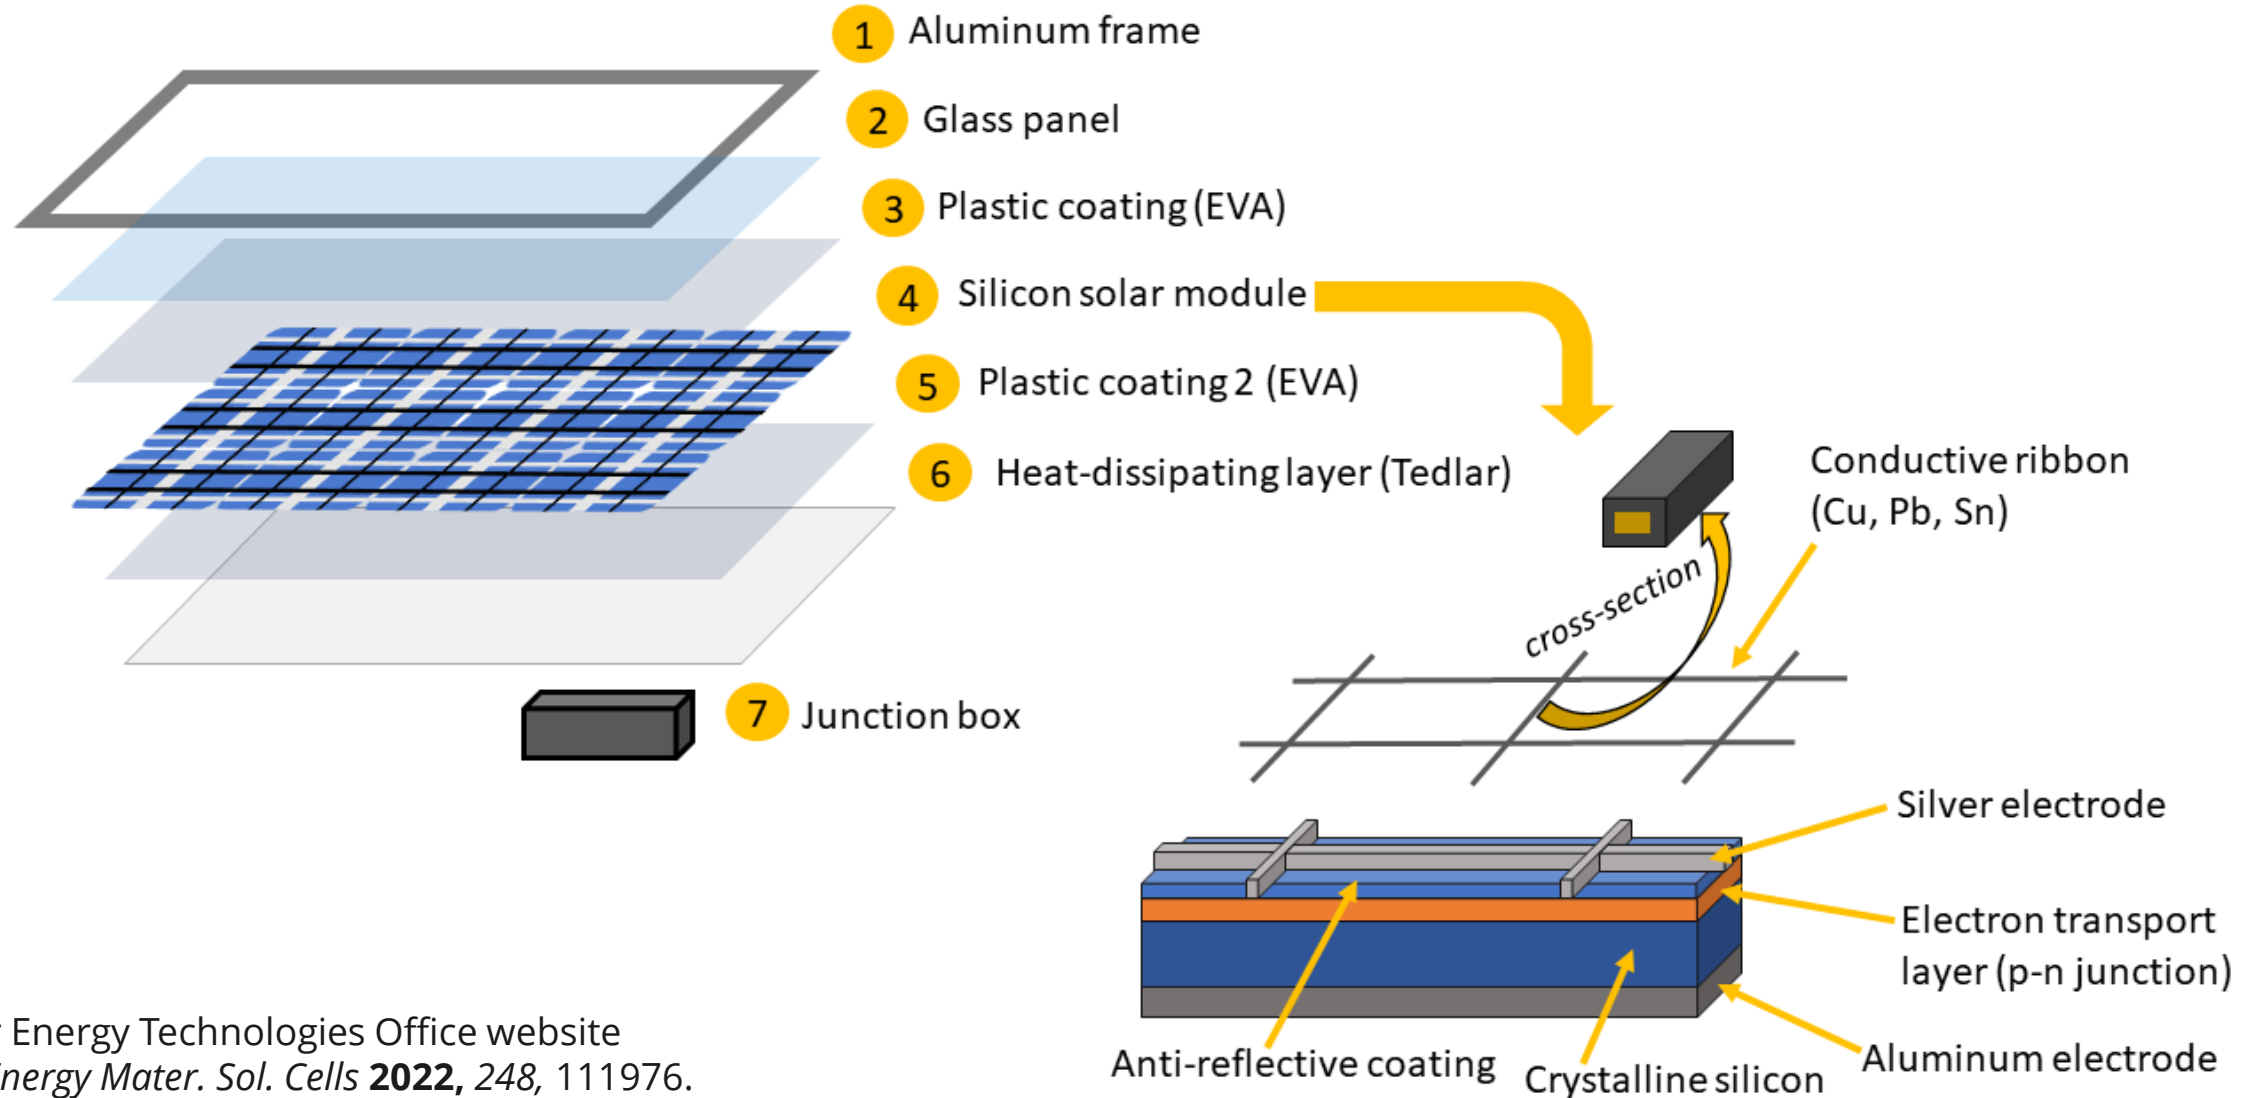 1 Aluminum frame
2 Glass panel
3 Plastic coating (EVA)
4 Silicon solar module
5 Plastic coating 2 (EVA)
6 Heat-dissipating layer (Tedlar)
7 Junction box
Conductive ribbon
(Cu, Pb, Sn)
cross-section
Silver electrode
Electron transport
layer (p-n junction)
Aluminum electrode
Anti-reflective coating
Crystalline silicon
Energy Technologies Office website
Energy Mater. Sol. Cells 2022, 248, 111976.